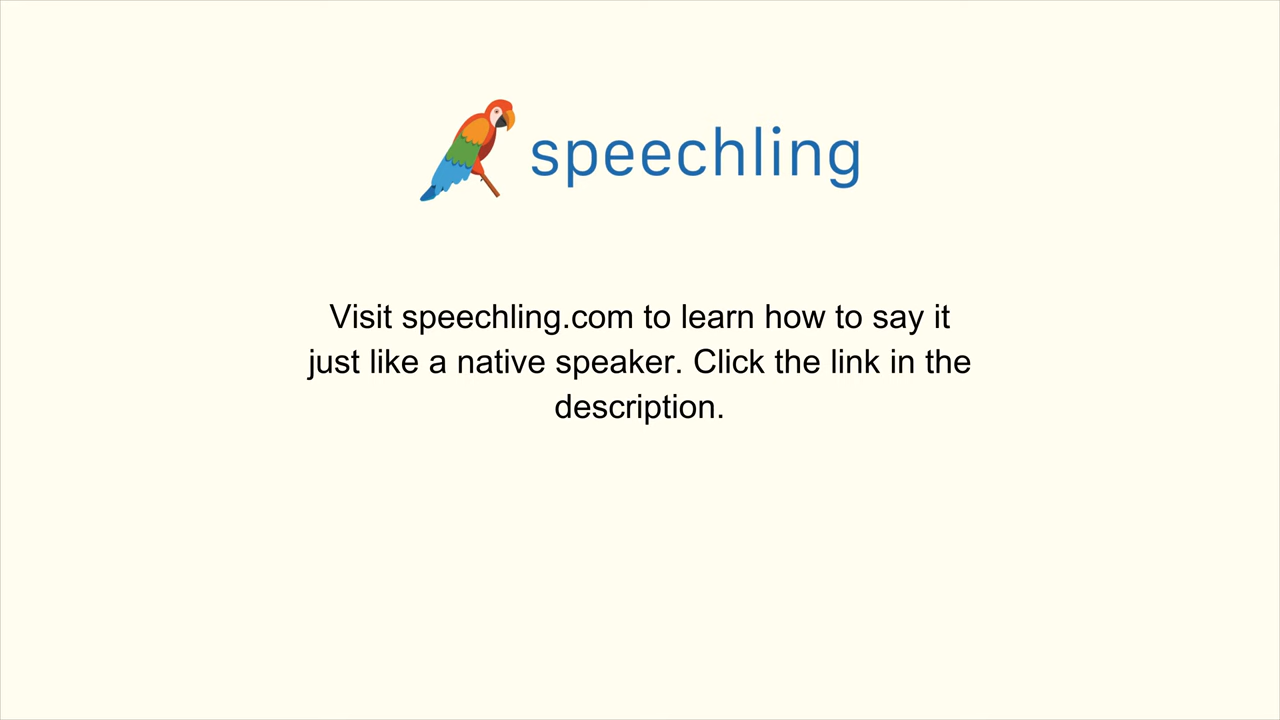 speechling
Visit speechling.com to learn how to say it
just like a native speaker. Click the link in the
description.